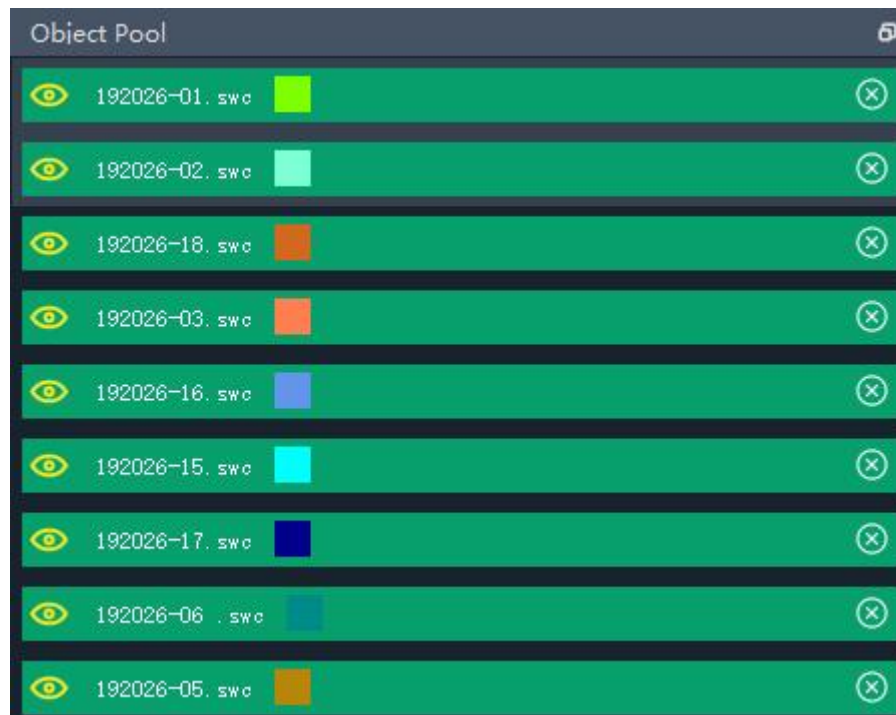 Object Pool
192026-01.swc
192026-02.swc
192026-18.swc
192026-03.swc
192026-16.swc
192026-15.swc
192026-17.swc
192026-06 .swc
192026-05.swc